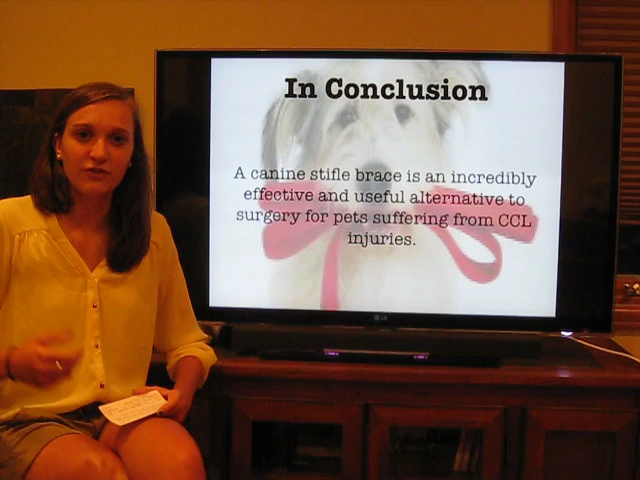 In Conclusion
A canine stifle brace is an incredibly
effective and useful alternative to
surgery for pets suffering from CCL
injuries.
LG